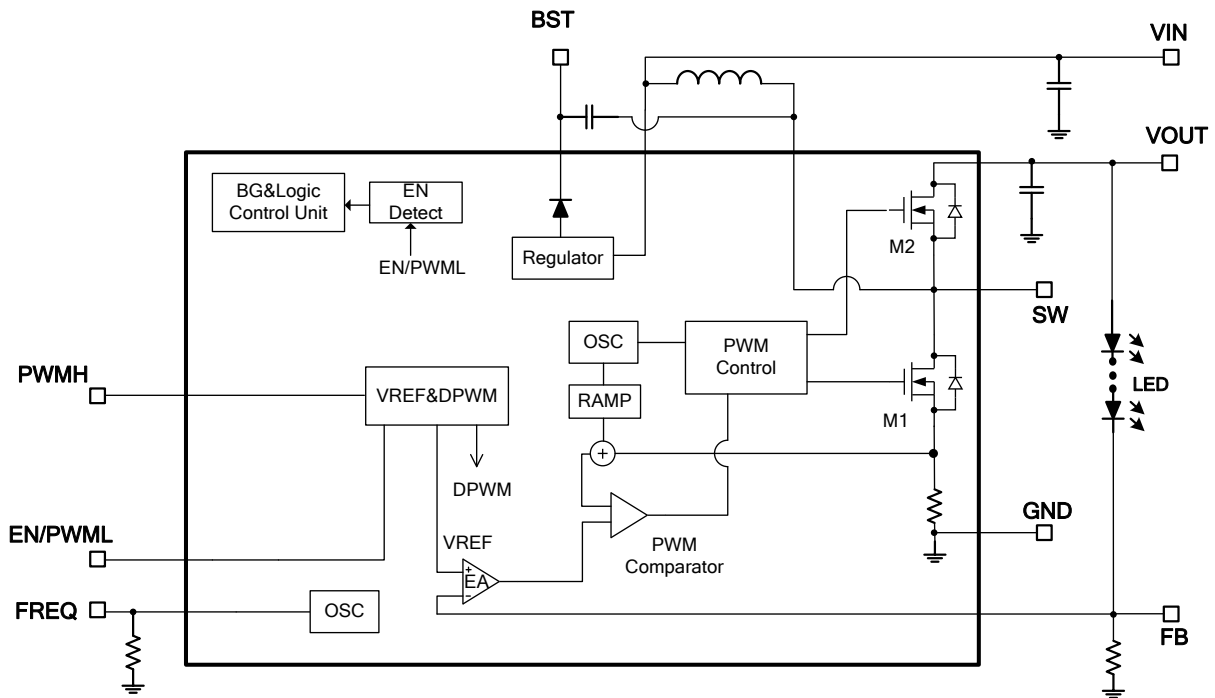 BST
VIN
VOUT
BG&Logic
Control Unit
EN
Detect
EN/PWML
Regulator
M2
SW
OSC
PWM
Control
PWMH
VREF&DPWM
RAMP
M1
LED
+
DPWM
GND
EN/PWML
VREF
PWM
Comparator
+
EA
-
FREQ
OSC
FB